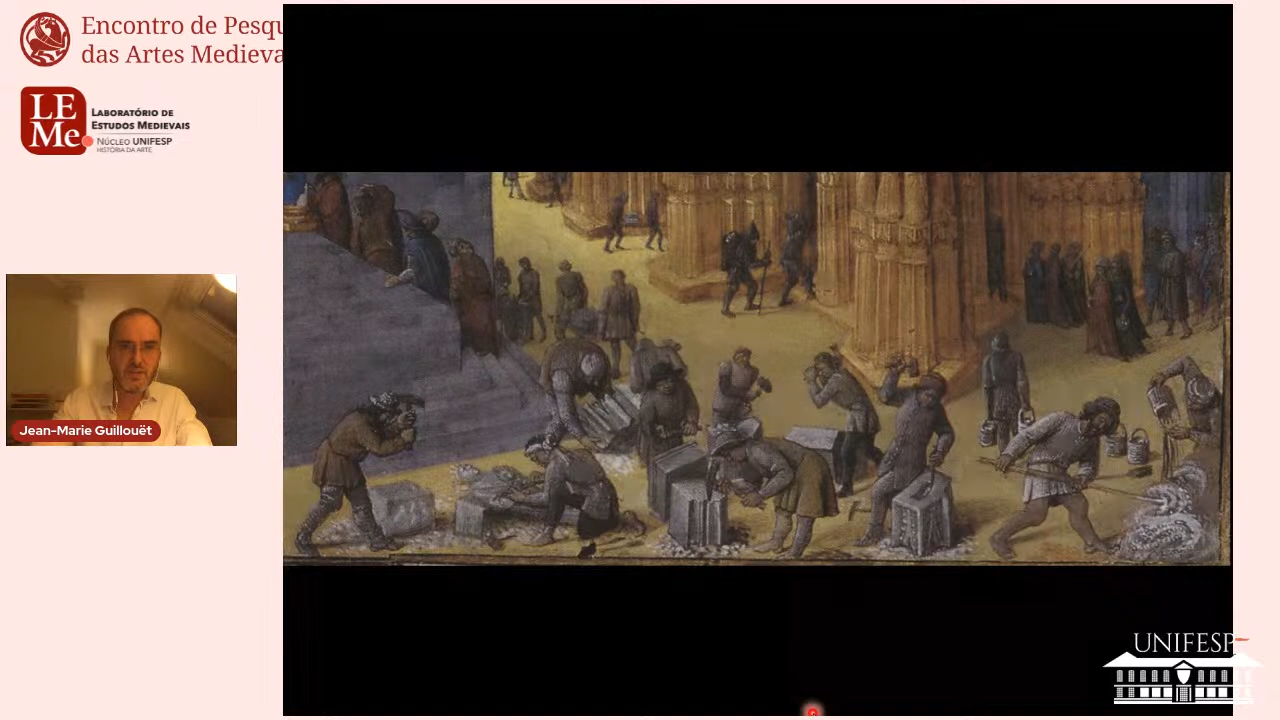 Encontro de Pesqu
das Artes Medieva
LE
Me
LABORATÓRIO DE
ESTUDOS MEDIEVAIS
NÚCLEO UNIFESP
HISTÓRIA DA ARTE
Jean-Marie Guillouët
UNIFESP